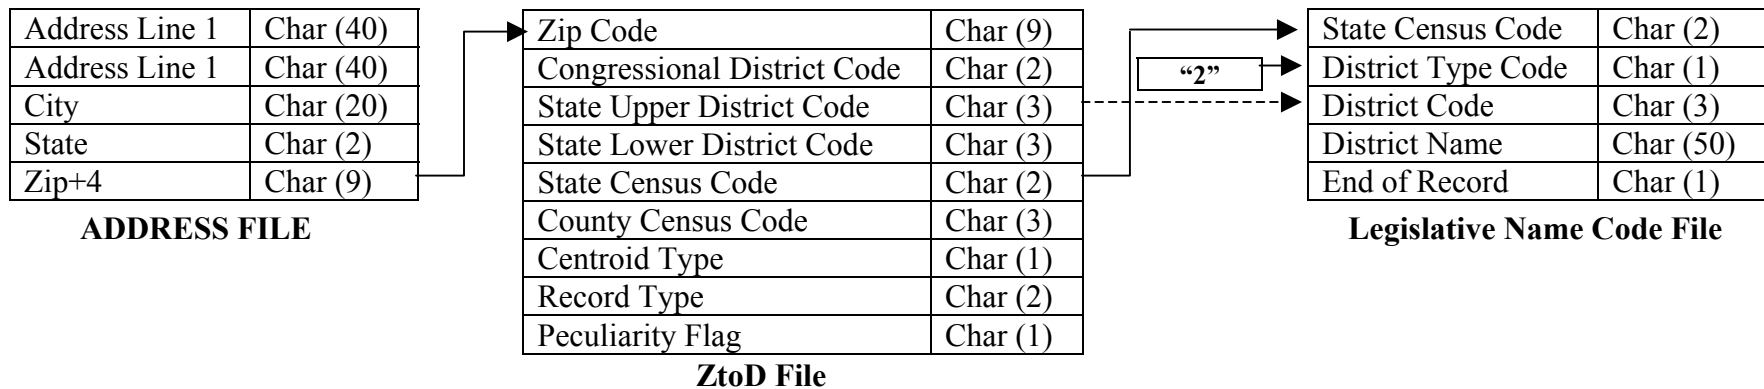 Address Line 1 Char (40)
Address Line 1 Char (40)
City Char (20)
State Char (2)
Zip+4 Char (9)
ADDRESS FILE
Zip Code Char (9)
Congressional District Code Char (2)
State Upper District Code Char (3)
State Lower District Code Char (3)
State Census Code Char (2)
County Census Code Char (3)
Centroid Type Char (1)
Record Type Char (2)
Peculiarity Flag Char (1)
ZtoD File
“2”
State Census Code Char (2)
District Type Code Char (1)
District Code Char (3)
District Name Char (50)
End of Record Char (1)
Legislative Name Code File